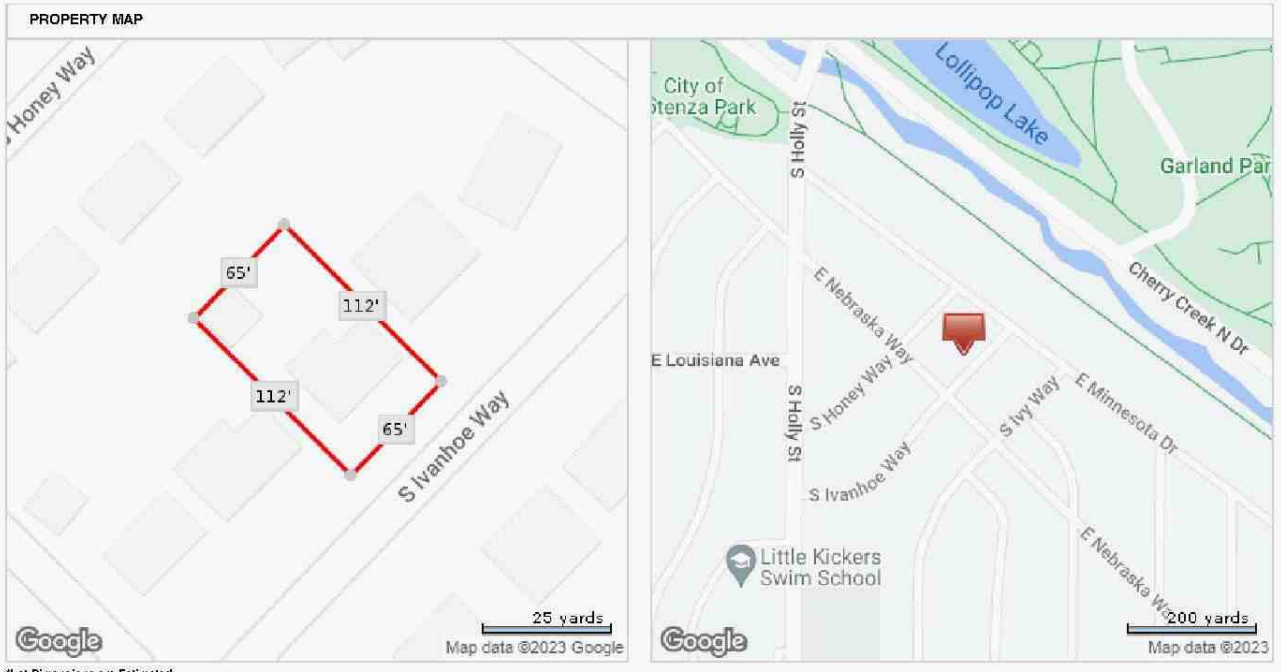 PROPERTY MAP
S Honey Way
65'
112'
112'
65'
S Ivanhoe Way
25 yards
Google
Map data ©2023 Google
City of
otenza Park
Lollipop Lake
S Holly St
Garland Par
E Nebraska Way
Cherry Creek N Dr
E Louisiana Ave
S Honey Way
S Holly St
S Ivy Way
E Minnesota Dr
S Ivanhoe Way
E Nebraska Wa
Little Kickers
Swim School
200 yards
Google
Map data ©2023